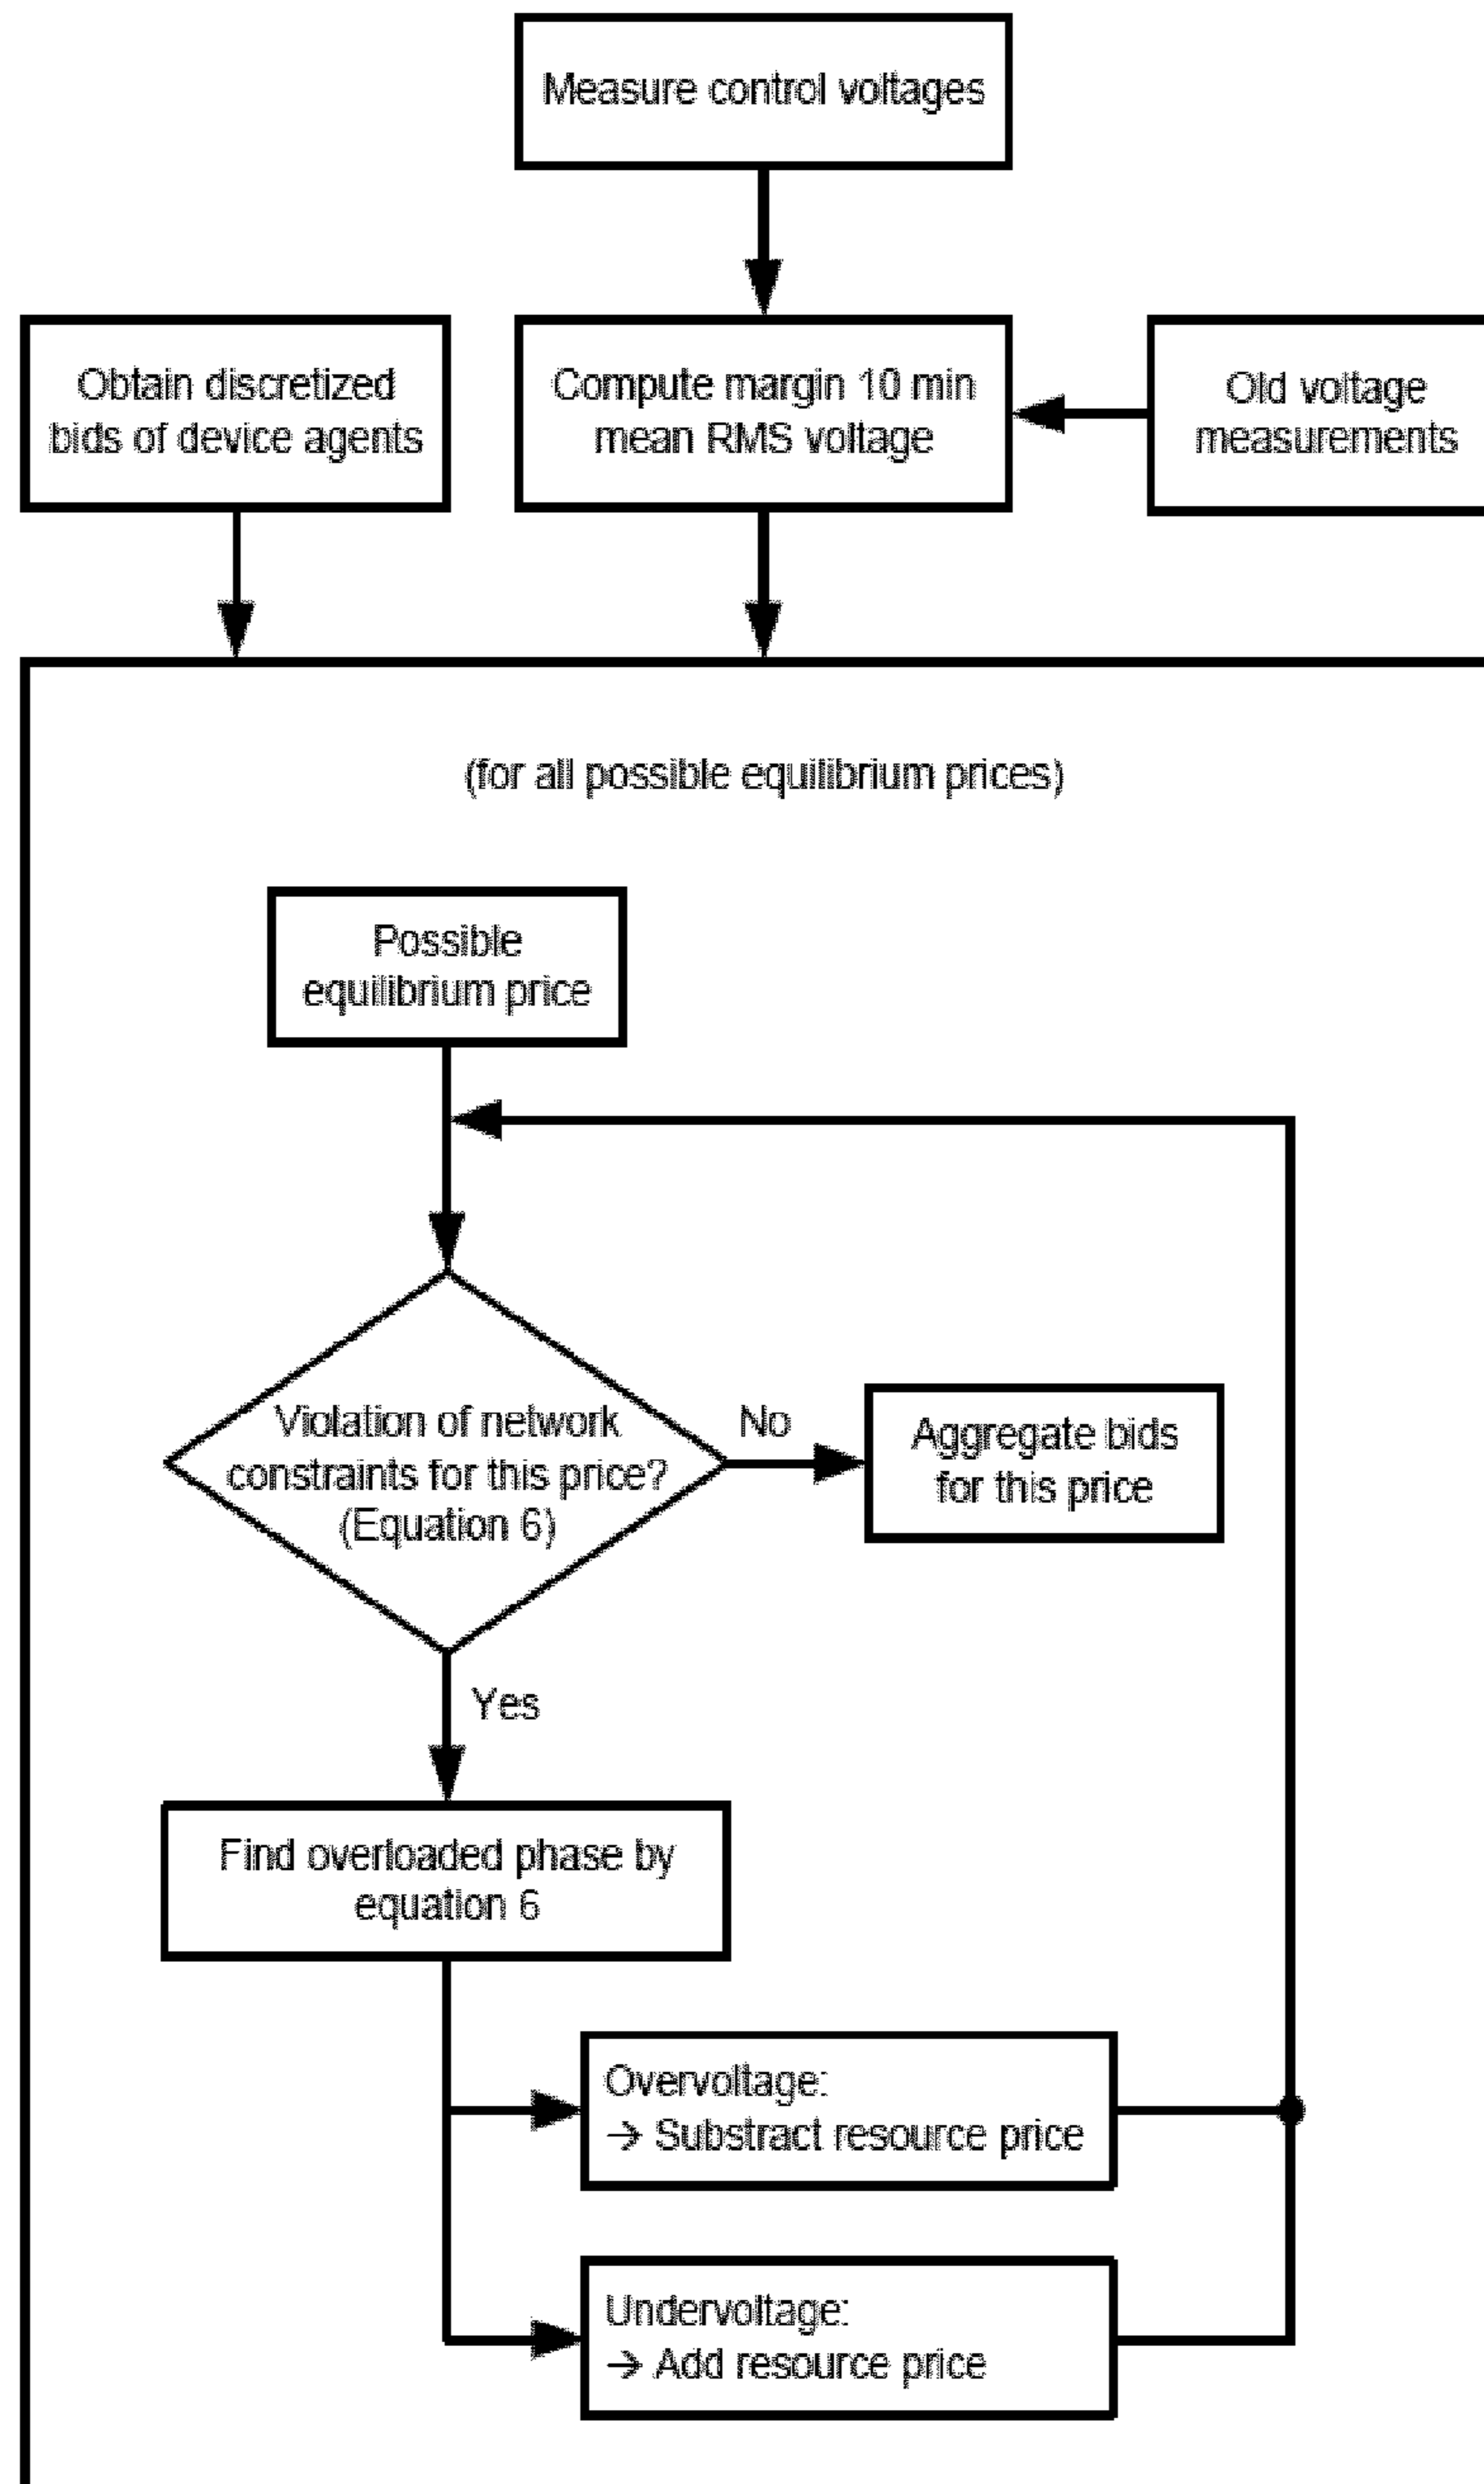 Measure control voltages
Obtain discretized
bids of device agents
Compute margin 10 min
mean RMS voltage
Old voltage
measurements
(for all possible equilibrium prices)
Possible
equilibrium price
Violation of network
constraints for this price?
(Equation 6)
No
Aggregate bids
for this price
Yes
Find overloaded phase by
equation 6
Overvoltage:
→ Substract resource price
Undervoltage:
→ Add resource price